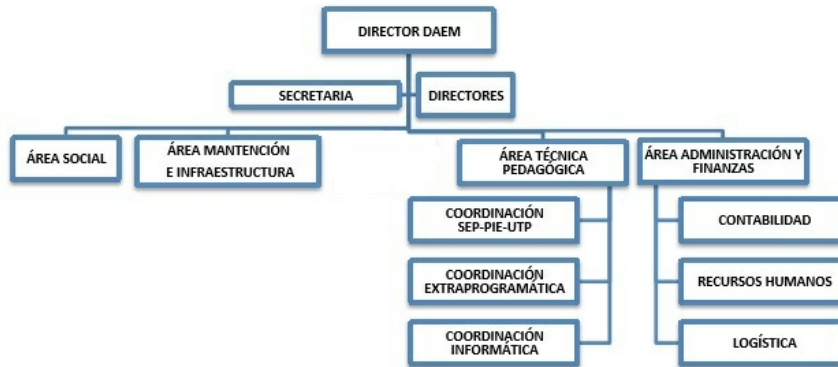 DIRECTOR DAEM
SECRETARIA
DIRECTORES
ÁREA SOCIAL
ÁREA MANTENCIÓN
E INFRAESTRUCTURA
ÁREA TÉCNICA
PEDAGÓGICA
ÁREA ADMINISTRACIÓN Y
FINANZAS
COORDINACIÓN
SEP-PIE-UTP
CONTABILIDAD
COORDINACIÓN
EXTRAPROGRAMÁTICA
RECURSOS HUMANOS
COORDINACIÓN
INFORMÁTICA
LOGÍSTICA